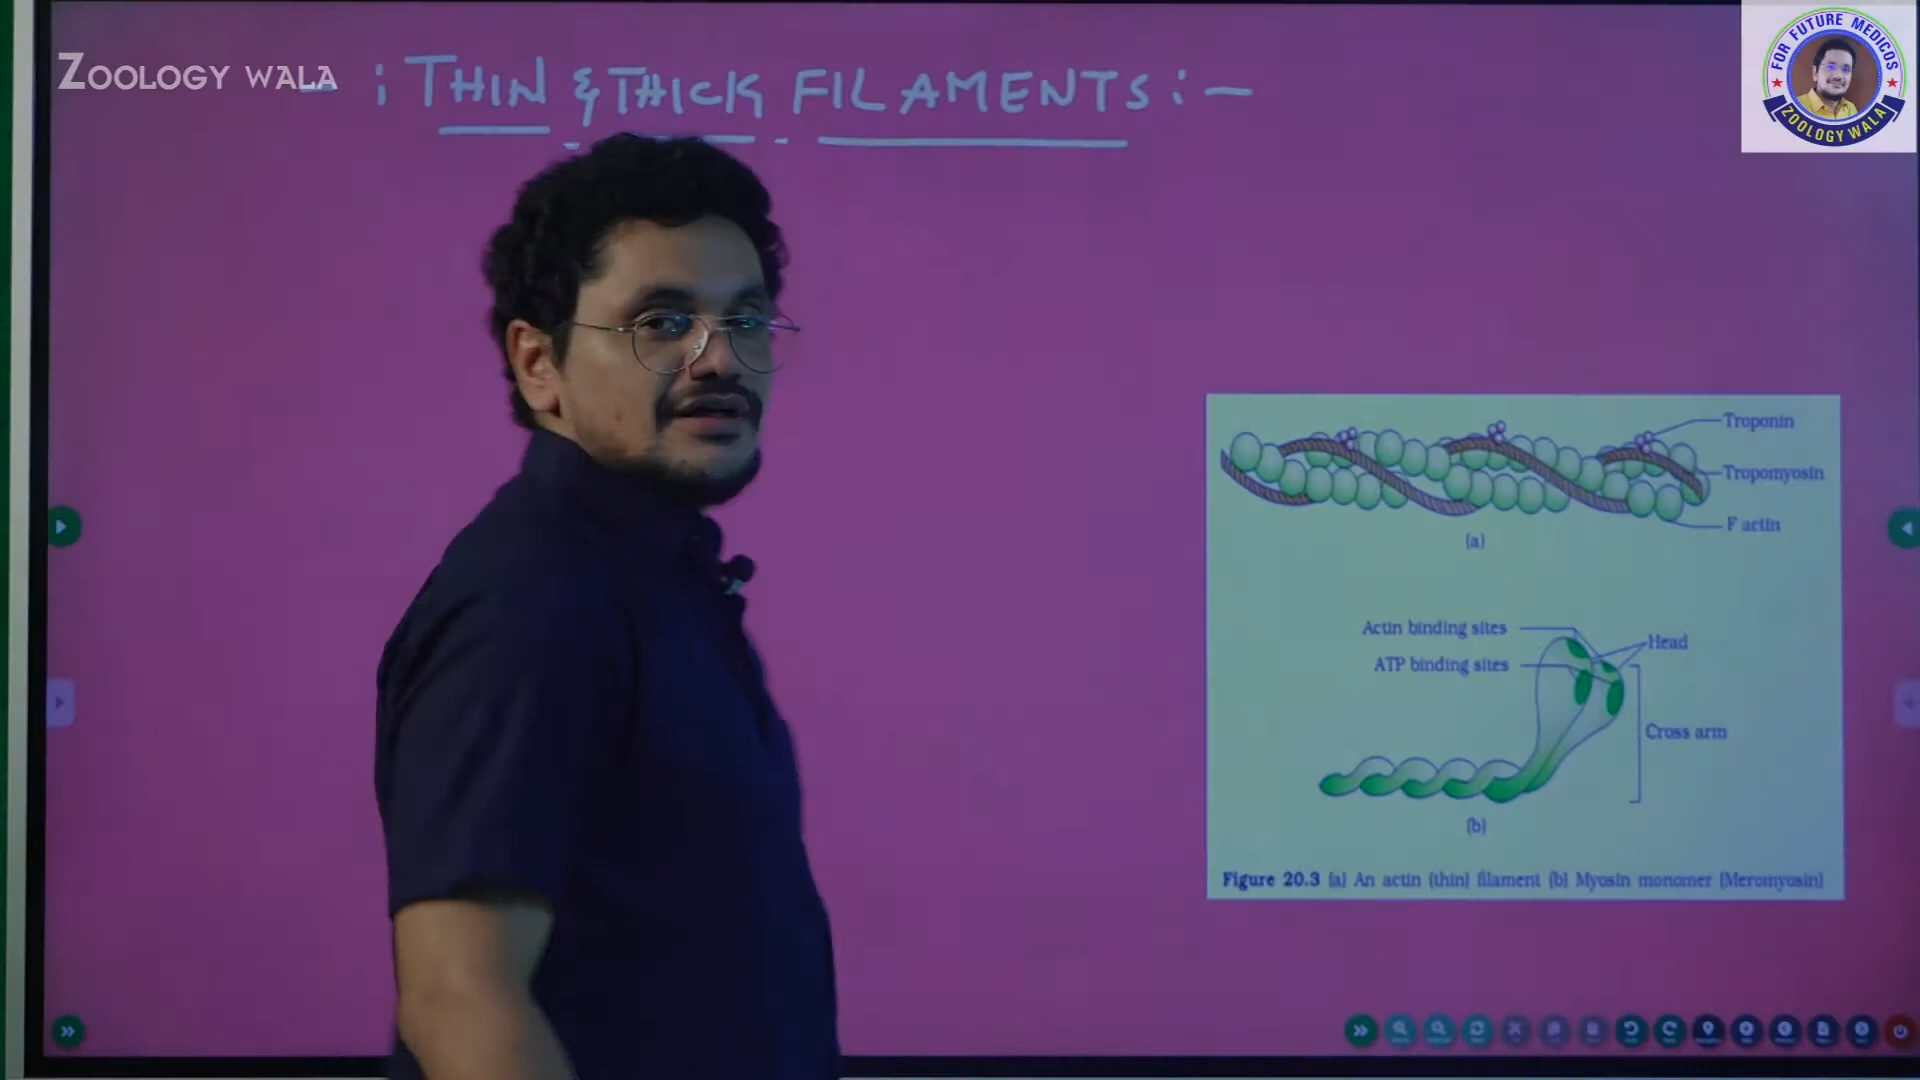 ZOOLOGY WALA
: THIN & THICK FILAMENTS : -
FOR FUTURE MEDICOS
ZOOLOGY WALA
Troponin
Tropomyosin
F actin
(a)
Actin binding sites
Head
ATP binding sites
Cross arm
(b)
Figure 20.3 (a) An actin (thin) filament (b) Myosin monomer (Meromyosin)